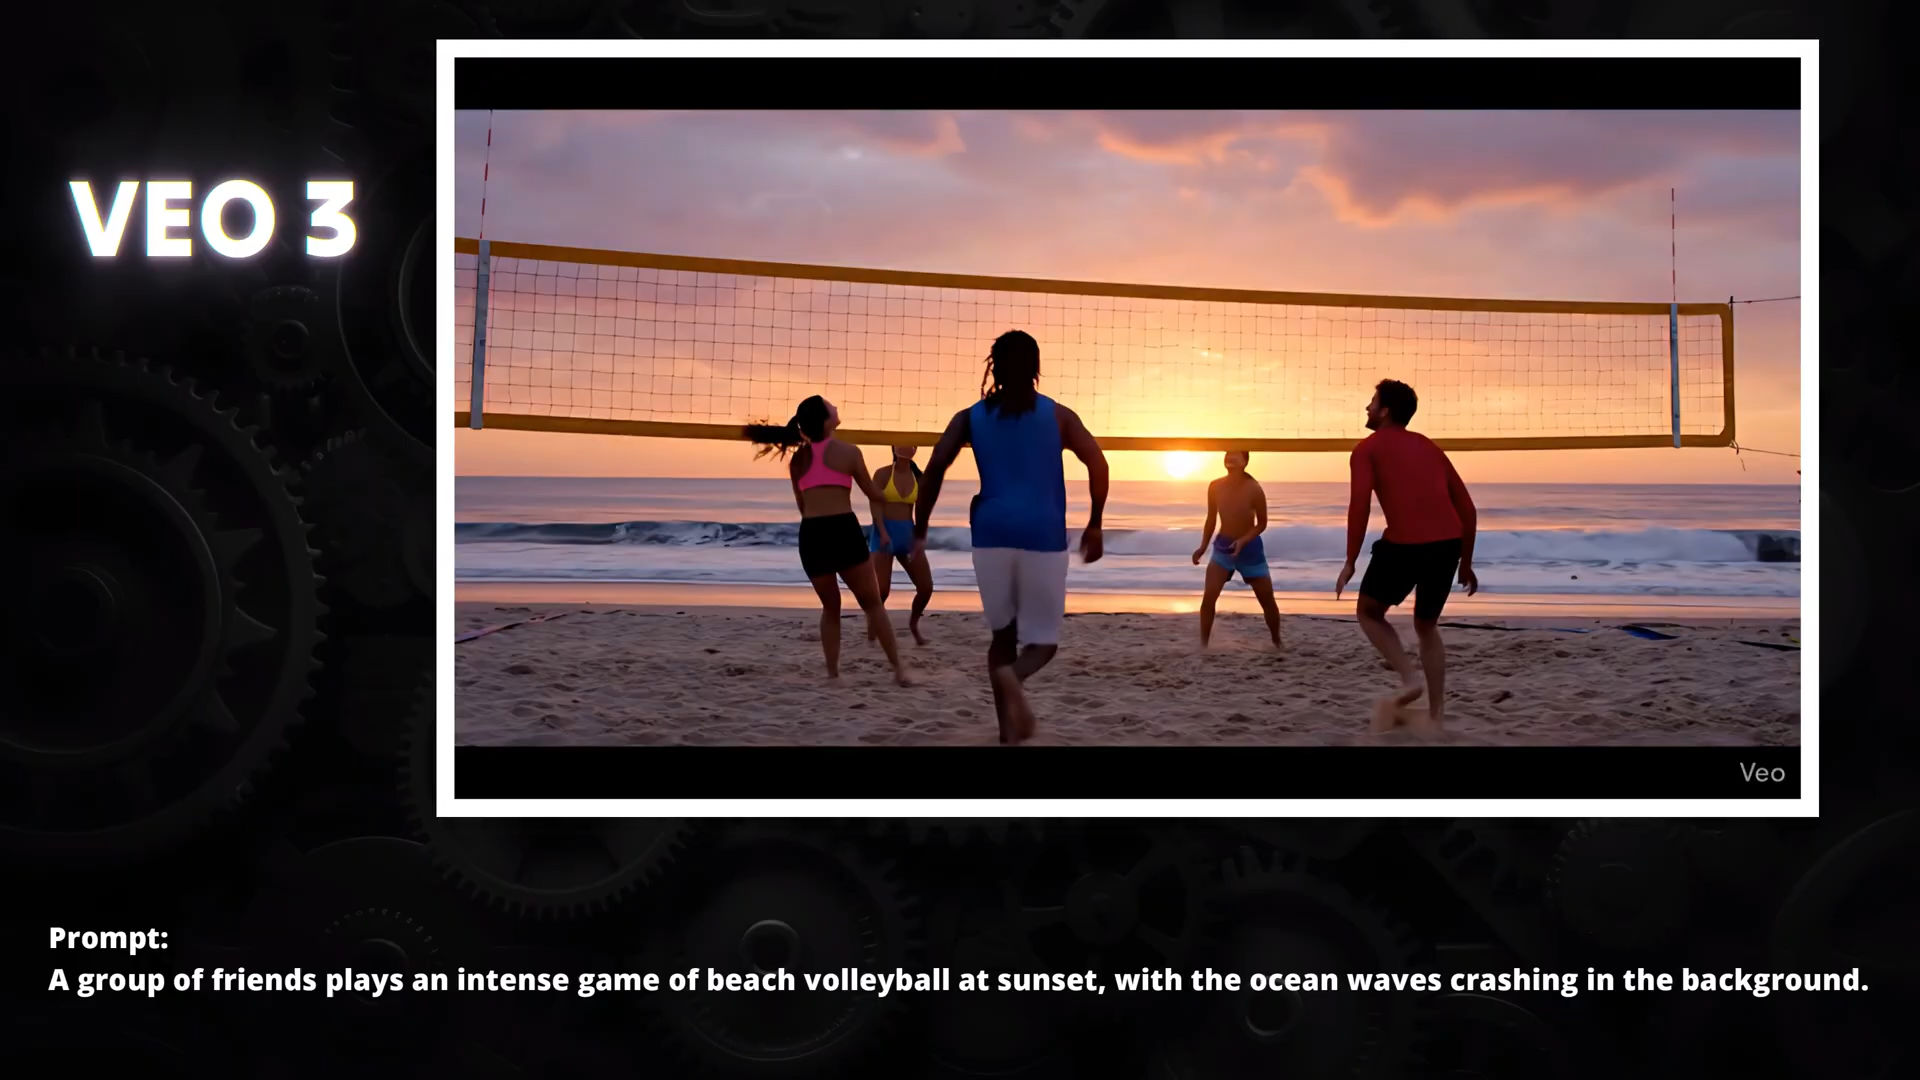 VEO 3
Veo
Prompt:
A group of friends plays an intense game of beach volleyball at sunset, with the ocean waves crashing in the background.